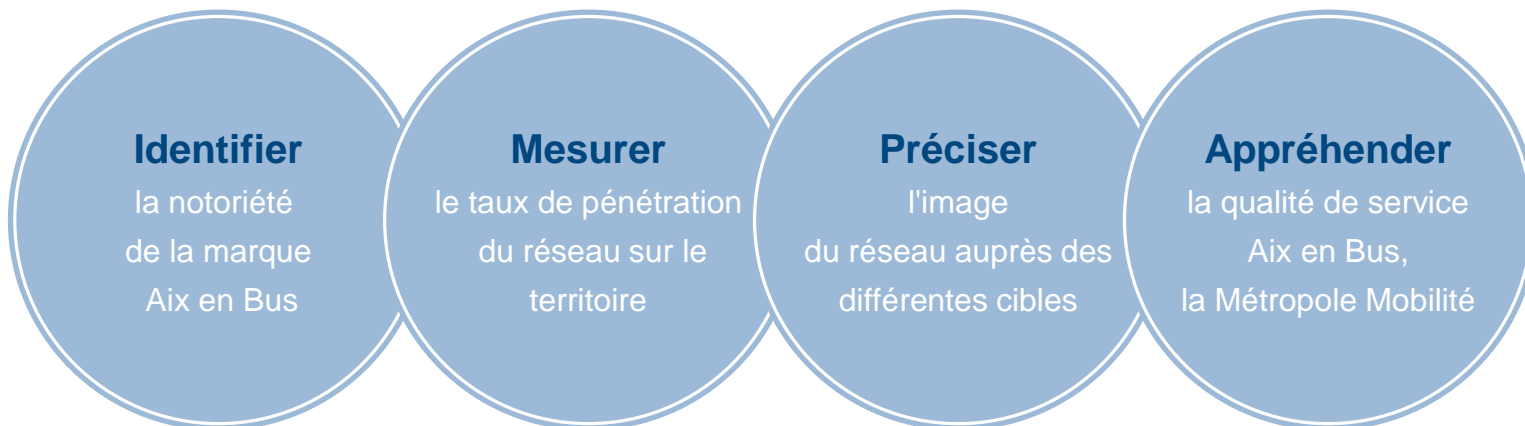 Identifier
la notoriété
de la marque
Aix en Bus
Mesurer
le taux de pénétration
du réseau sur le
territoire
Préciser
l'image
du réseau auprès des
différentes cibles
Appréhender
la qualité de service
Aix en Bus,
la Métropole Mobilité